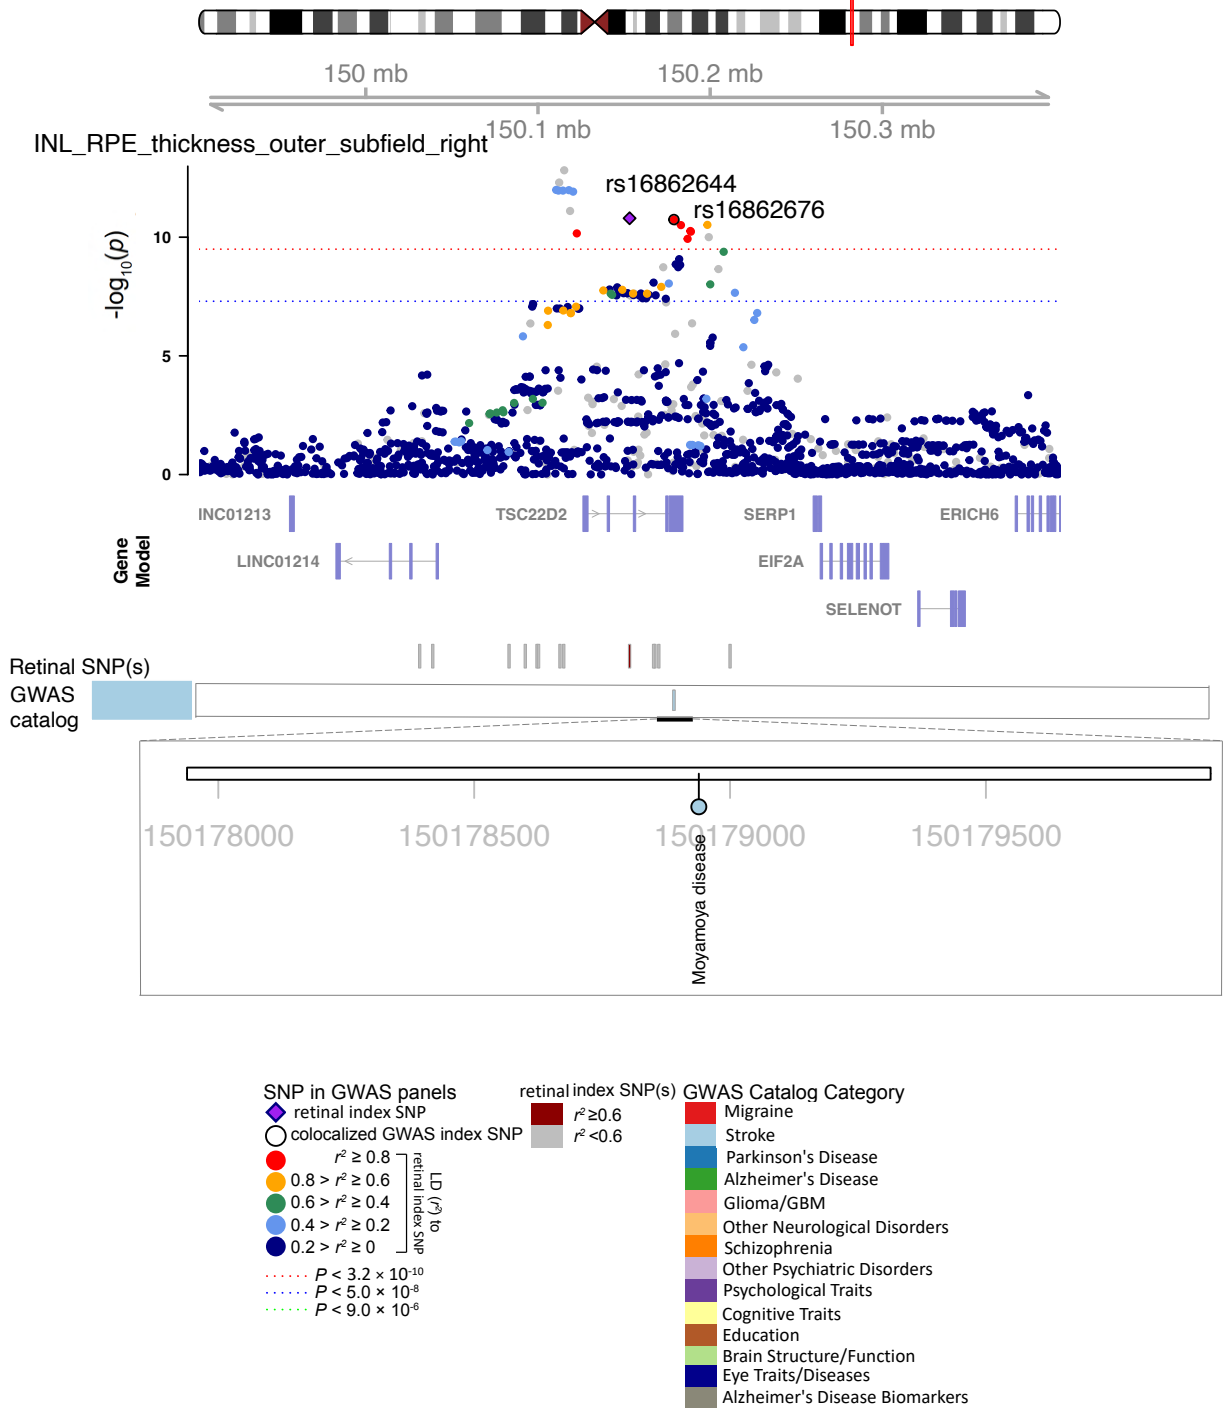 150 mb
150.2 mb
150.1 mb
150.3 mb
INL_RPE_thickness_outer_subfield_right
rs16862644
rs16862676
-log10(p)
10
5
0
INC01213
TSC22D2
SERP1
ERICH6
LINC01214
EIF2A
SELENOT
Gene
Model
Retinal SNP(s)
GWAS
catalog
150178000
150178500
150179000
150179500
Moyamoya disease
SNP in GWAS panels
retinal index SNP
colocalized GWAS index SNP
r² ≥ 0.8
0.8 > r² ≥ 0.6
0.6 > r² ≥ 0.4
0.4 > r² ≥ 0.2
0.2 > r² ≥ 0
LD (r²) to
retinal index SNP
P < 3.2 × 10⁻¹⁰
P < 5.0 × 10⁻⁸
P < 9.0 × 10⁻⁶
retinal index SNP(s)
r² ≥0.6
r² <0.6
GWAS Catalog Category
Migraine
Stroke
Parkinson's Disease
Alzheimer's Disease
Glioma/GBM
Other Neurological Disorders
Schizophrenia
Other Psychiatric Disorders
Psychological Traits
Cognitive Traits
Education
Brain Structure/Function
Eye Traits/Diseases
Alzheimer's Disease Biomarkers